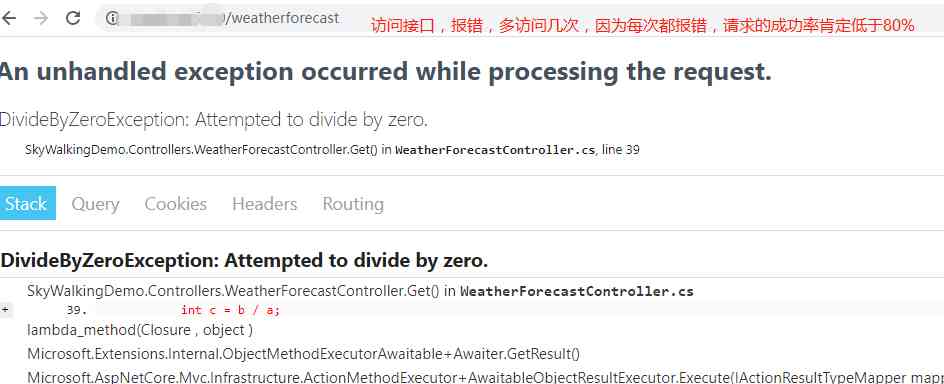 /weatherforecast
访问接口，报错，多访问几次，因为每次都报错，请求的成功率肯定低于80%
An unhandled exception occurred while processing the request.
DivideByZeroException: Attempted to divide by zero.
SkyWalkingDemo.Controllers.WeatherForecastController.Get() in WeatherForecastController.cs, line 39
Stack Query Cookies Headers Routing
DivideByZeroException: Attempted to divide by zero.
SkyWalkingDemo.Controllers.WeatherForecastController.Get() in WeatherForecastController.cs
+ 39. int c = b / a;
lambda_method(Closure , object )
Microsoft.Extensions.Internal.ObjectMethodExecutorAwaitable+Awaiter.GetResult()
Microsoft.AspNetCore.Mvc.Infrastructure.ActionMethodExecutor+AwaitableObjectResultExecutor.Execute(IActionResultTypeMapper mapp